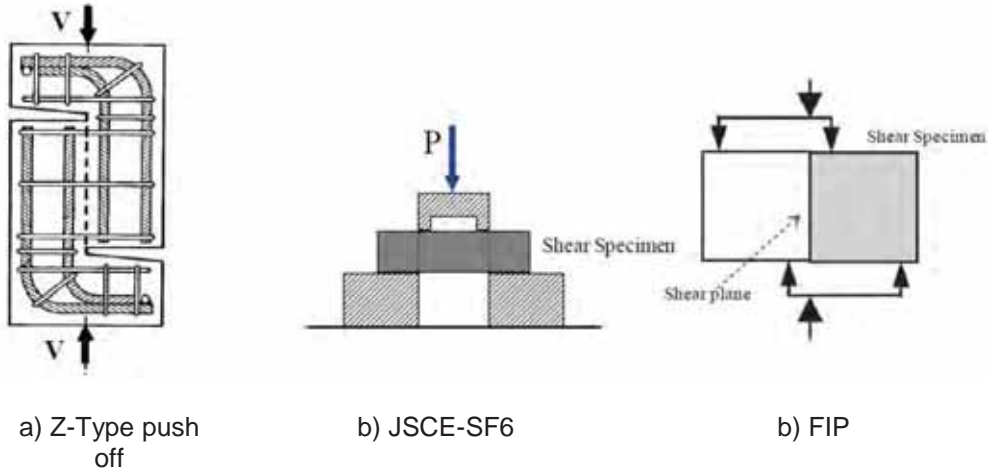 V
V
P
Shear Specimen
Shear Specimen
Shear plane
a) Z-Type push
off
b) JSCE-SF6
b) FIP